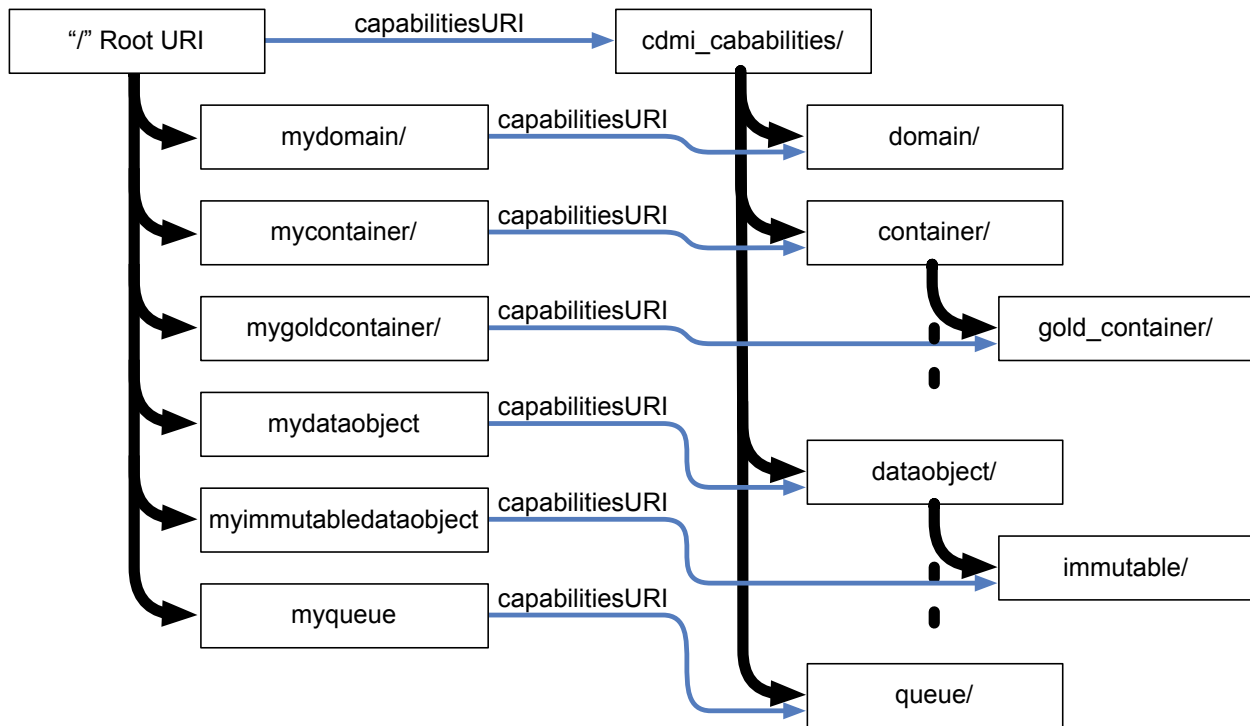 “/” Root URI
capabilitiesURI
cdmi_cababilities/
mydomain/
capabilitiesURI
domain/
mycontainer/
capabilitiesURI
container/
mygoldcontainer/
capabilitiesURI
gold_container/
mydataobject
capabilitiesURI
dataobject/
myimmutabledataobject
capabilitiesURI
immutable/
myqueue
capabilitiesURI
queue/